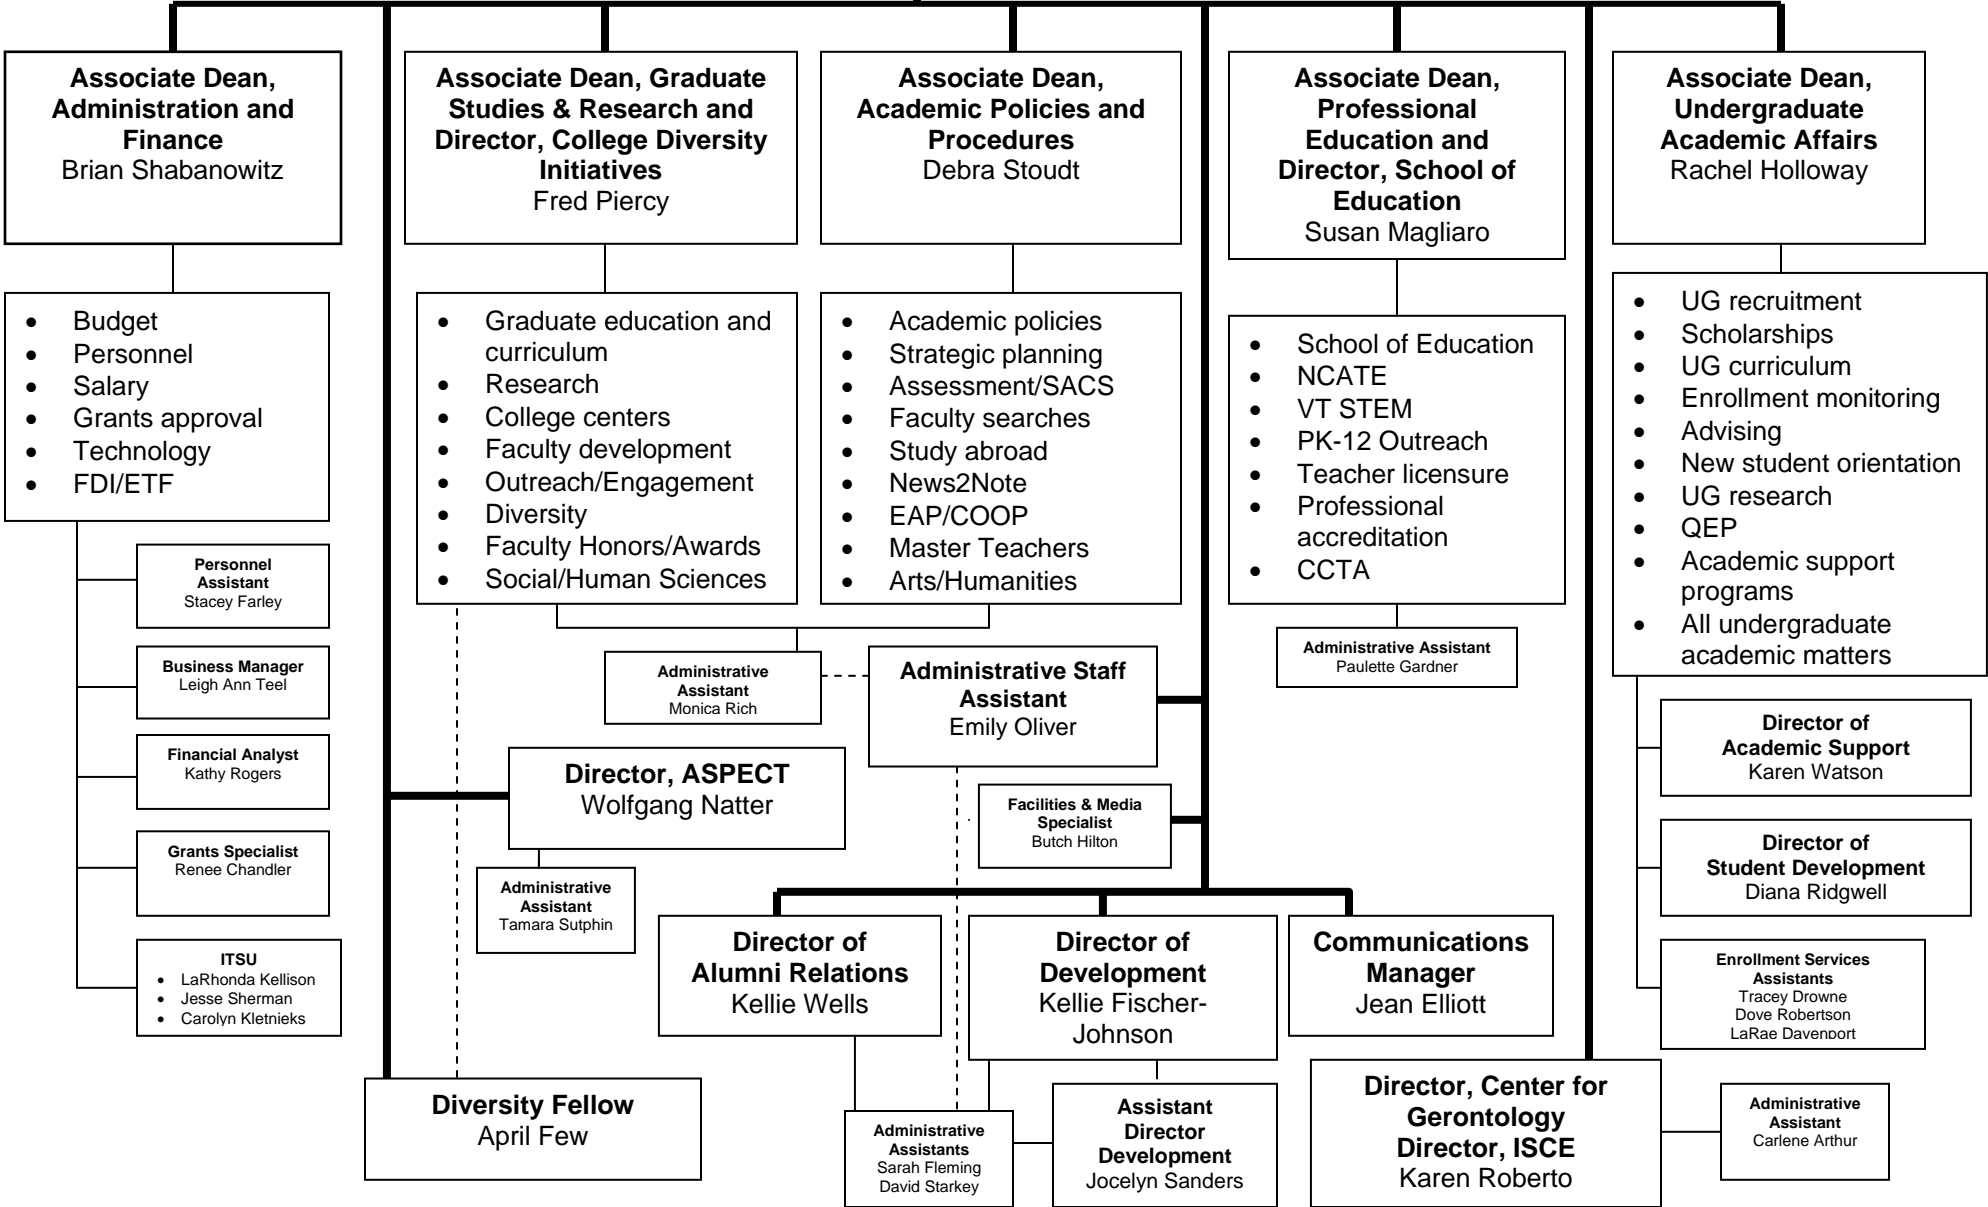 Associate Dean,
Administration and
Finance
Brian Shabanowitz
Associate Dean, Graduate
Studies & Research and
Director, College Diversity
Initiatives
Fred Piercy
Associate Dean,
Academic Policies and
Procedures
Debra Stoudt
Associate Dean,
Professional
Education and
Director, School of
Education
Susan Magliaro
Associate Dean,
Undergraduate
Academic Affairs
Rachel Holloway
• Budget
• Personnel
• Salary
• Grants approval
• Technology
• FDI/ETF
• Graduate education and
curriculum
• Research
• College centers
• Faculty development
• Outreach/Engagement
• Diversity
• Faculty Honors/Awards
• Social/Human Sciences
• Academic policies
• Strategic planning
• Assessment/SACS
• Faculty searches
• Study abroad
• News2Note
• EAP/COOP
• Master Teachers
• Arts/Humanities
• School of Education
• NCATE
• VT STEM
• PK-12 Outreach
• Teacher licensure
• Professional
accreditation
• CCTA
• UG recruitment
• Scholarships
• UG curriculum
• Enrollment monitoring
• Advising
• New student orientation
• UG research
• QEP
• Academic support
programs
• All undergraduate
academic matters
Personnel
Assistant
Stacey Farley
Business Manager
Leigh Ann Teel
Financial Analyst
Kathy Rogers
Grants Specialist
Renee Chandler
ITSU
• LaRhonda Kellison
• Jesse Sherman
• Carolyn Kletnieks
Administrative
Assistant
Monica Rich
Administrative Staff
Assistant
Emily Oliver
Administrative Assistant
Paulette Gardner
Director, ASPECT
Wolfgang Natter
Administrative
Assistant
Tamara Sutphin
Facilities & Media
Specialist
Butch Hilton
Director of
Academic Support
Karen Watson
Director of
Student Development
Diana Ridgwell
Enrollment Services
Assistants
Tracey Drowne
Dove Robertson
LaRae Davenport
Director of
Alumni Relations
Kellie Wells
Director of
Development
Kellie Fischer-
Johnson
Communications
Manager
Jean Elliott
Diversity Fellow
April Few
Administrative
Assistants
Sarah Fleming
David Starkey
Assistant
Director
Development
Jocelyn Sanders
Director, Center for
Gerontology
Director, ISCE
Karen Roberto
Administrative
Assistant
Carlene Arthur